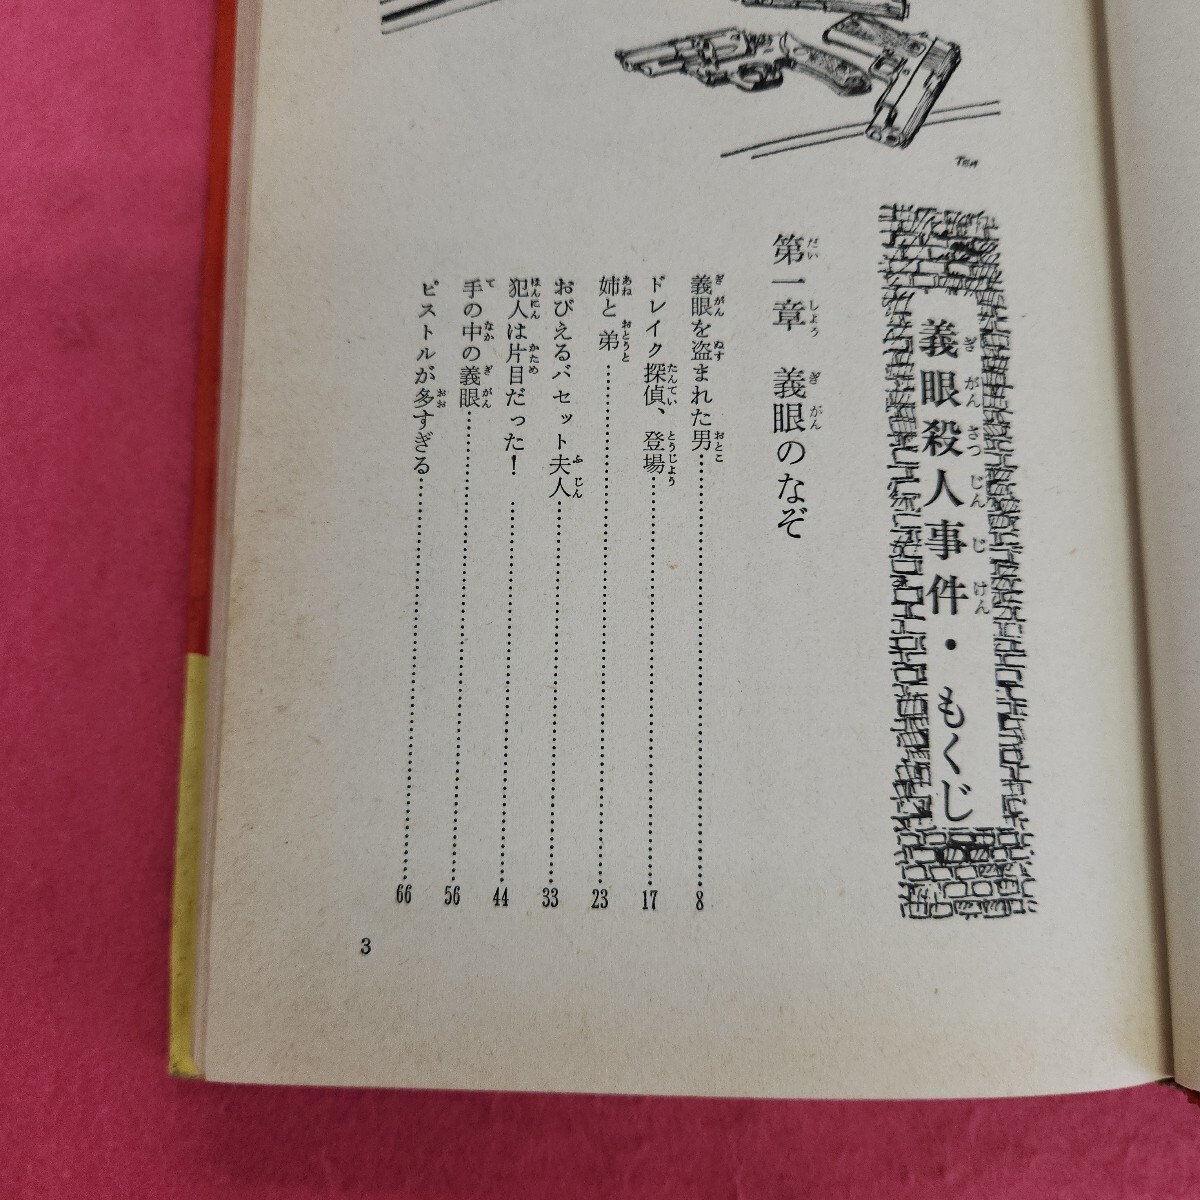 TEA
義眼殺人事件・もくじ
第一章　義眼のなぞ
義眼を盗まれた男……8
ドレイク探偵、登場……17
姉と弟……23
おびえるバセット夫人……33
犯人は片目だった！……44
手の中の義眼……56
ピストルが多すぎる……66
3